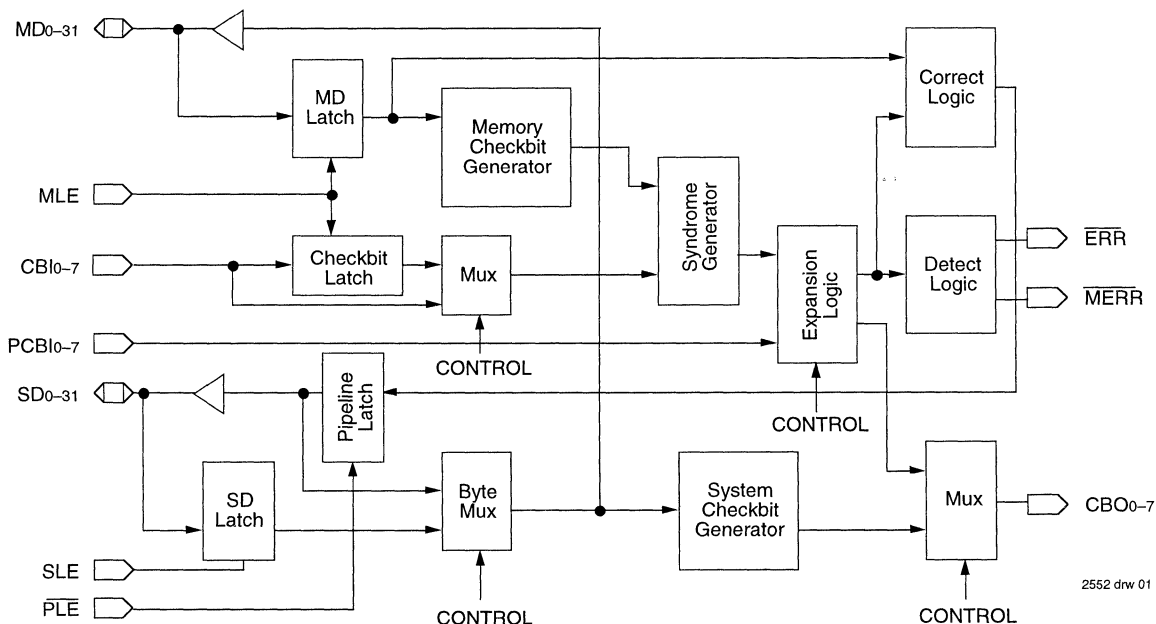 MD0–31
MD
Latch
Memory
Checkbit
Generator
Correct
Logic
MLE
CBI0–7
Checkbit
Latch
Mux
CONTROL
Syndrome
Generator
Expansion
Logic
CONTROL
Detect
Logic
ERR
MERR
PCBI0–7
SD0–31
Pipeline
Latch
SD
Latch
Byte
Mux
CONTROL
System
Checkbit
Generator
Mux
CONTROL
CBO0–7
SLE
PLE
2552 drw 01